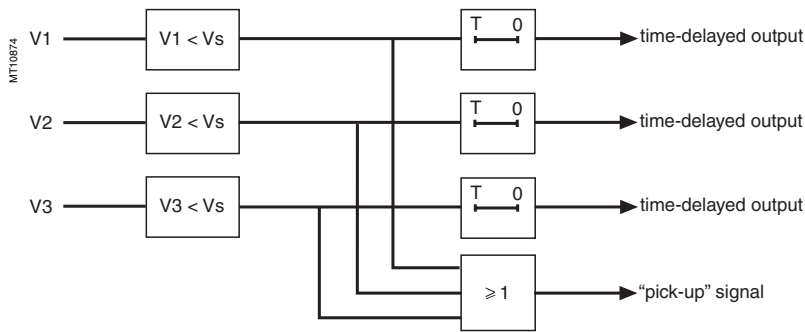 MT10874
V1 V1 < Vs T 0 time-delayed output
V2 V2 < Vs T 0 time-delayed output
V3 V3 < Vs T 0 time-delayed output
⩾ 1 “pick-up” signal